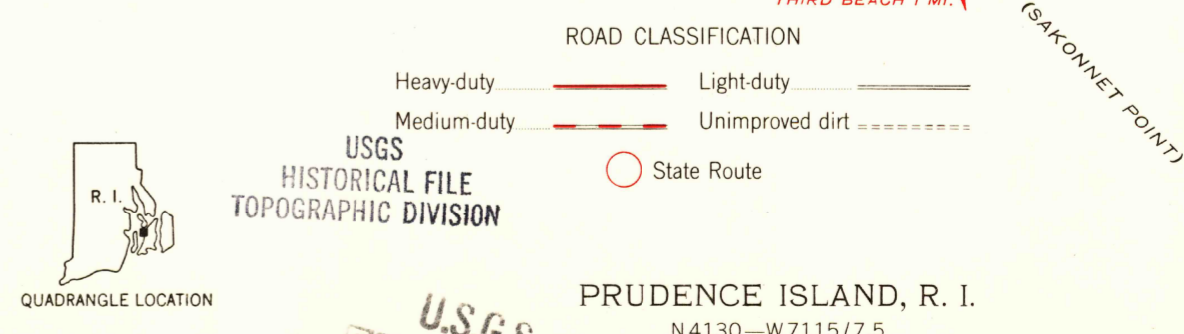 THIRD BEACH 1 MI.
(SAKONNET POINT)
ROAD CLASSIFICATION
Heavy-duty
Light-duty
Medium-duty
Unimproved dirt
State Route
USGS
HISTORICAL FILE
TOPOGRAPHIC DIVISION
R. I.
QUADRANGLE LOCATION
U.S.G.S.
PRUDENCE ISLAND, R. I.
N4130—W7115/7.5